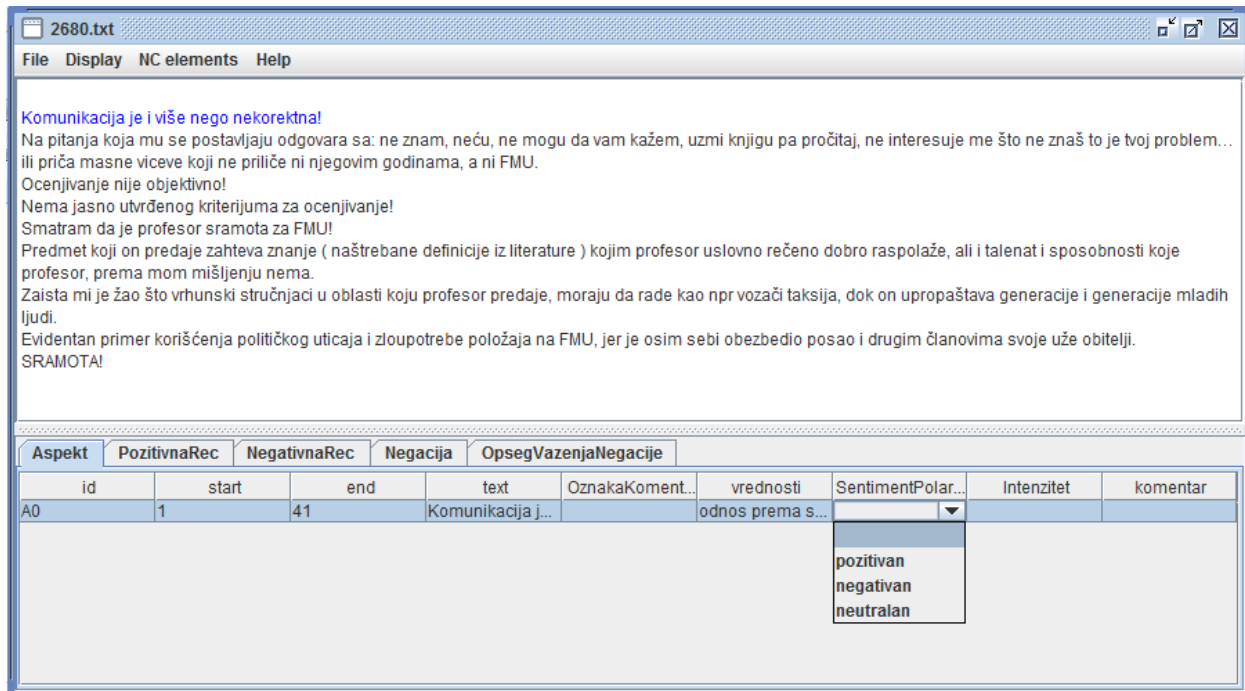 2680.txt
File Display NC elements Help
Komunikacija je i više nego nekorektna!
Na pitanja koja mu se postavljaju odgovara sa: ne znam, neću, ne mogu da vam kažem, uzmi knjigu pa pročitaj, ne interesuje me što ne znaš to je tvoj problem...
ili priča masne viceve koji ne priliče ni njegovim godinama, a ni FMU.
Ocenjivanje nije objektivno!
Nema jasno utvrđenog kriterijuma za ocenjivanje!
Smatram da je profesor sramota za FMU!
Predmet koji on predaje zahteva znanje ( naštrebane definicije iz literature ) kojim profesor uslovno rečeno dobro raspolaže, ali i talenat i sposobnosti koje
profesor, prema mom mišljenju nema.
Zaista mi je žao što vrhunski stručnjaci u oblasti koju profesor predaje, moraju da rade kao npr vozači taksija, dok on upropaštava generacije i generacije mladih
ljudi.
Evidentan primer korišćenja političkog uticaja i zloupotrebe položaja na FMU, jer je osim sebi obezbedio posao i drugim članovima svoje uže obitelji.
SRAMOTA!
Aspekt PozitivnaRec NegativnaRec Negacija OpsegVazenjaNegacije
id start end text OznakaKoment... vrednosti SentimentPolar... Intenzitet komentar
A0 1 41 Komunikacija j... odnos prema s...
pozitivan
negativan
neutralan